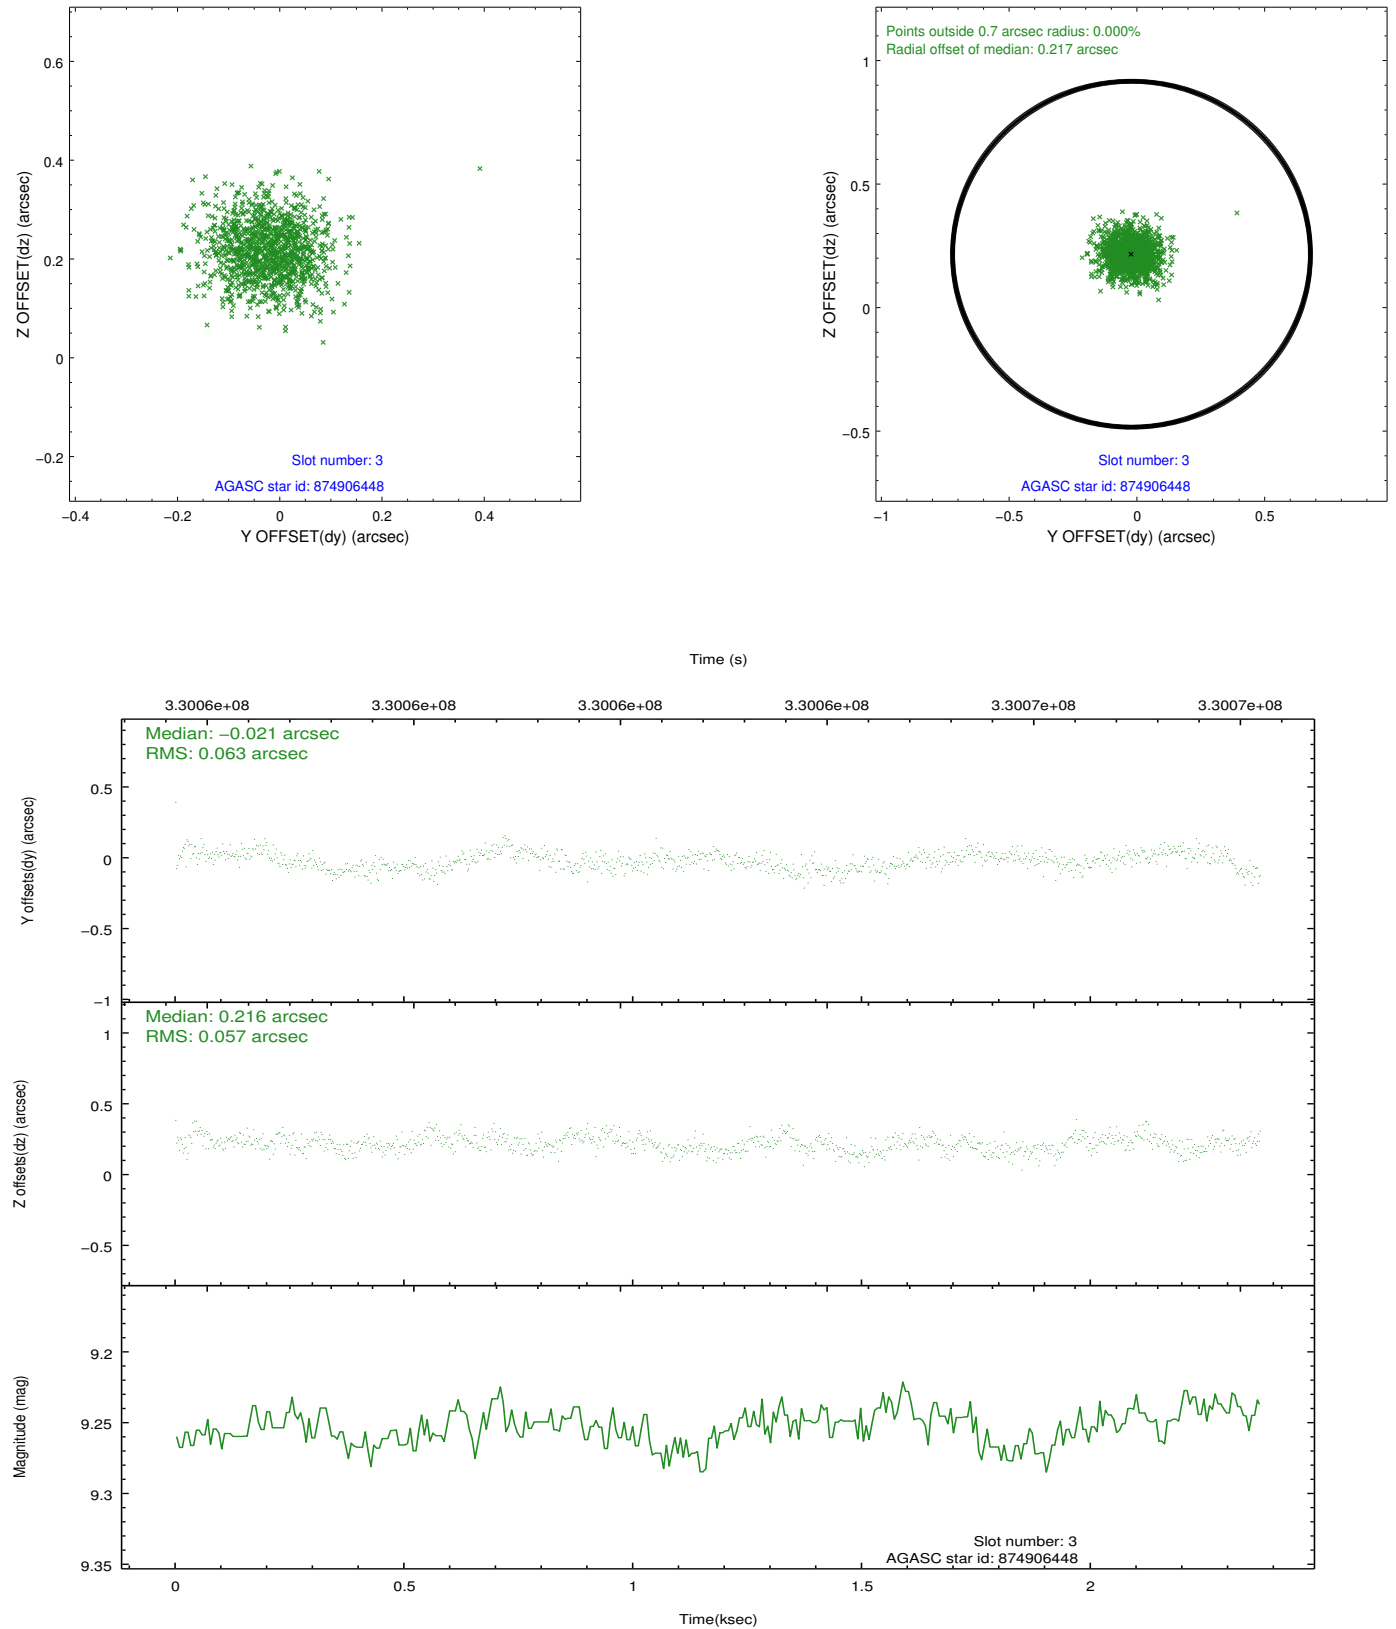 0.6
0.4
0.2
0
−0.2
Z OFFSET(dz) (arcsec)
Slot number: 3
AGASC star id: 874906448
−0.4 −0.2 0 0.2 0.4
Y OFFSET(dy) (arcsec)
Points outside 0.7 arcsec radius: 0.000%
Radial offset of median: 0.217 arcsec
1
0.5
0
−0.5
Z OFFSET(dz) (arcsec)
Slot number: 3
AGASC star id: 874906448
−1 −0.5 0 0.5
Y OFFSET(dy) (arcsec)
Time (s)
3.3006e+08 3.3006e+08 3.3006e+08 3.3006e+08 3.3007e+08 3.3007e+08
Median: −0.021 arcsec
RMS: 0.063 arcsec
0.5
0
−0.5
−1
Y offsets(dy) (arcsec)
Median: 0.216 arcsec
RMS: 0.057 arcsec
1
0.5
0
−0.5
Z offsets(dz) (arcsec)
9.2
9.25
9.3
9.35
Magnitude (mag)
Slot number: 3
AGASC star id: 874906448
0 0.5 1 1.5 2
Time(ksec)